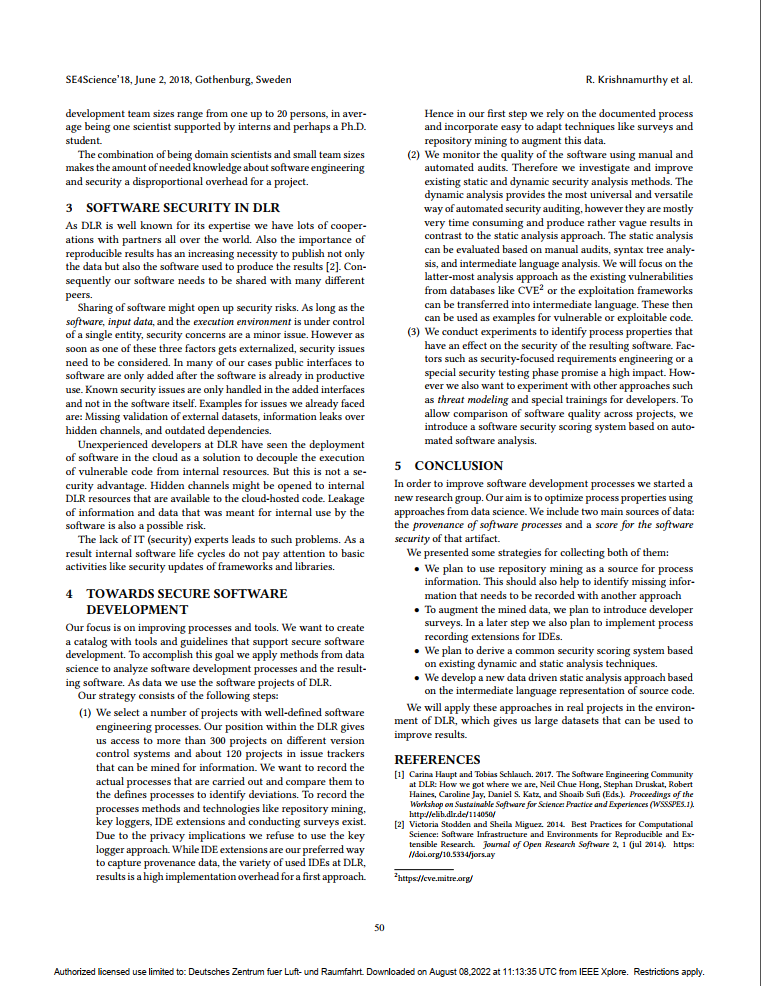 SE4Science'18, June 2, 2018, Gothenburg, Sweden
R. Krishnamurthy et al.
development team sizes range from one up to 20 persons, in aver-
age being one scientist supported by interns and perhaps a Ph.D.
student.
The combination of being domain scientists and small team sizes
makes the amount of needed knowledge about software engineering
and security a disproportional overhead for a project.
3 SOFTWARE SECURITY IN DLR
As DLR is well known for its expertise we have lots of cooper-
ations with partners all over the world. Also the importance of
reproducible results has an increasing necessity to publish not only
the data but also the software used to produce the results [2]. Con-
sequently our software needs to be shared with many different
peers.
Sharing of software might open up security risks. As long as the
software, input data, and the execution environment is under control
of a single entity, security concerns are a minor issue. However as
soon as one of these three factors gets externalized, security issues
need to be considered. In many of our cases public interfaces to
software are only added after the software is already in productive
use. Known security issues are only handled in the added interfaces
and not in the software itself. Examples for issues we already faced
are: Missing validation of external datasets, information leaks over
hidden channels, and outdated dependencies.
Unexperienced developers at DLR have seen the deployment
of software in the cloud as a solution to decouple the execution
of vulnerable code from internal resources. But this is not a se-
curity advantage. Hidden channels might be opened to internal
DLR resources that are available to the cloud-hosted code. Leakage
of information and data that was meant for internal use by the
software is also a possible risk.
The lack of IT (security) experts leads to such problems. As a
result internal software life cycles do not pay attention to basic
activities like security updates of frameworks and libraries.
4 TOWARDS SECURE SOFTWARE
DEVELOPMENT
Our focus is on improving processes and tools. We want to create
a catalog with tools and guidelines that support secure software
development. To accomplish this goal we apply methods from data
science to analyze software development processes and the result-
ing software. As data we use the software projects of DLR.
Our strategy consists of the following steps:
(1) We select a number of projects with well-defined software
engineering processes. Our position within the DLR gives
us access to more than 300 projects on different version
control systems and about 120 projects in issue trackers
that can be mined for information. We want to record the
actual processes that are carried out and compare them to
the defines processes to identify deviations. To record the
processes methods and technologies like repository mining,
key loggers, IDE extensions and conducting surveys exist.
Due to the privacy implications we refuse to use the key
logger approach. While IDE extensions are our preferred way
to capture provenance data, the variety of used IDEs at DLR,
results is a high implementation overhead for a first approach.
Hence in our first step we rely on the documented process
and incorporate easy to adapt techniques like surveys and
repository mining to augment this data.
(2) We monitor the quality of the software using manual and
automated audits. Therefore we investigate and improve
existing static and dynamic security analysis methods. The
dynamic analysis provides the most universal and versatile
way of automated security auditing, however they are mostly
very time consuming and produce rather vague results in
contrast to the static analysis approach. The static analysis
can be evaluated based on manual audits, syntax tree analy-
sis, and intermediate language analysis. We will focus on the
latter-most analysis approach as the existing vulnerabilities
from databases like CVE2 or the exploitation frameworks
can be transferred into intermediate language. These then
can be used as examples for vulnerable or exploitable code.
(3) We conduct experiments to identify process properties that
have an effect on the security of the resulting software. Fac-
tors such as security-focused requirements engineering or a
special security testing phase promise a high impact. How-
ever we also want to experiment with other approaches such
as threat modeling and special trainings for developers. To
allow comparison of software quality across projects, we
introduce a software security scoring system based on auto-
mated software analysis.
5 CONCLUSION
In order to improve software development processes we started a
new research group. Our aim is to optimize process properties using
approaches from data science. We include two main sources of data:
the provenance of software processes and a score for the software
security of that artifact.
We presented some strategies for collecting both of them:
• We plan to use repository mining as a source for process
information. This should also help to identify missing infor-
mation that needs to be recorded with another approach
• To augment the mined data, we plan to introduce developer
surveys. In a later step we also plan to implement process
recording extensions for IDEs.
• We plan to derive a common security scoring system based
on existing dynamic and static analysis techniques.
• We develop a new data driven static analysis approach based
on the intermediate language representation of source code.
We will apply these approaches in real projects in the environ-
ment of DLR, which gives us large datasets that can be used to
improve results.
REFERENCES
[1] Carina Haupt and Tobias Schlauch. 2017. The Software Engineering Community
at DLR: How we got where we are, Neil Chue Hong, Stephan Druskat, Robert
Haines, Caroline Jay, Daniel S. Katz, and Shoaib Sufi (Eds.). Proceedings of the
Workshop on Sustainable Software for Science: Practice and Experiences (WSSSPE5.1).
http://elib.dlr.de/114050/
[2] Victoria Stodden and Sheila Miguez. 2014. Best Practices for Computational
Science: Software Infrastructure and Environments for Reproducible and Ex-
tensible Research. Journal of Open Research Software 2, 1 (jul 2014). https:
//doi.org/10.5334/jors.ay
2https://cve.mitre.org/
50
Authorized licensed use limited to: Deutsches Zentrum fuer Luft- und Raumfahrt. Downloaded on August 08,2022 at 11:13:35 UTC from IEEE Xplore. Restrictions apply.